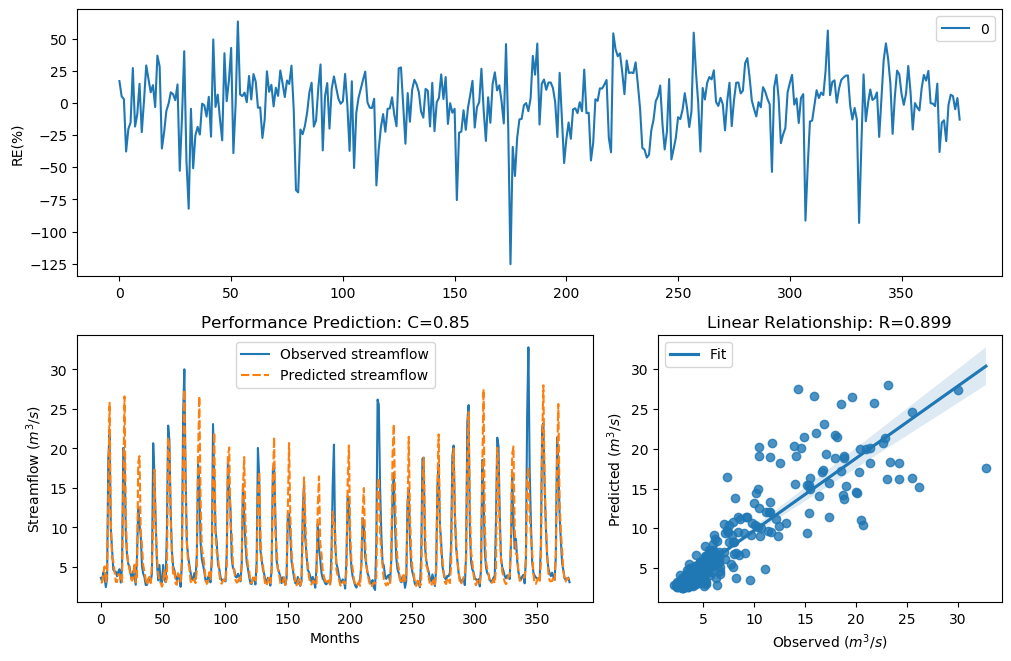 0
RE(%)
50
25
0
−25
−50
−75
−100
−125
0 50 100 150 200 250 300 350
Performance Prediction: C=0.85
Observed streamflow
Predicted streamflow
Streamflow (m³/s)
30
25
20
15
10
5
0 50 100 150 200 250 300 350
Months
Linear Relationship: R=0.899
Fit
Predicted (m³/s)
30
25
20
15
10
5
5 10 15 20 25 30
Observed (m³/s)